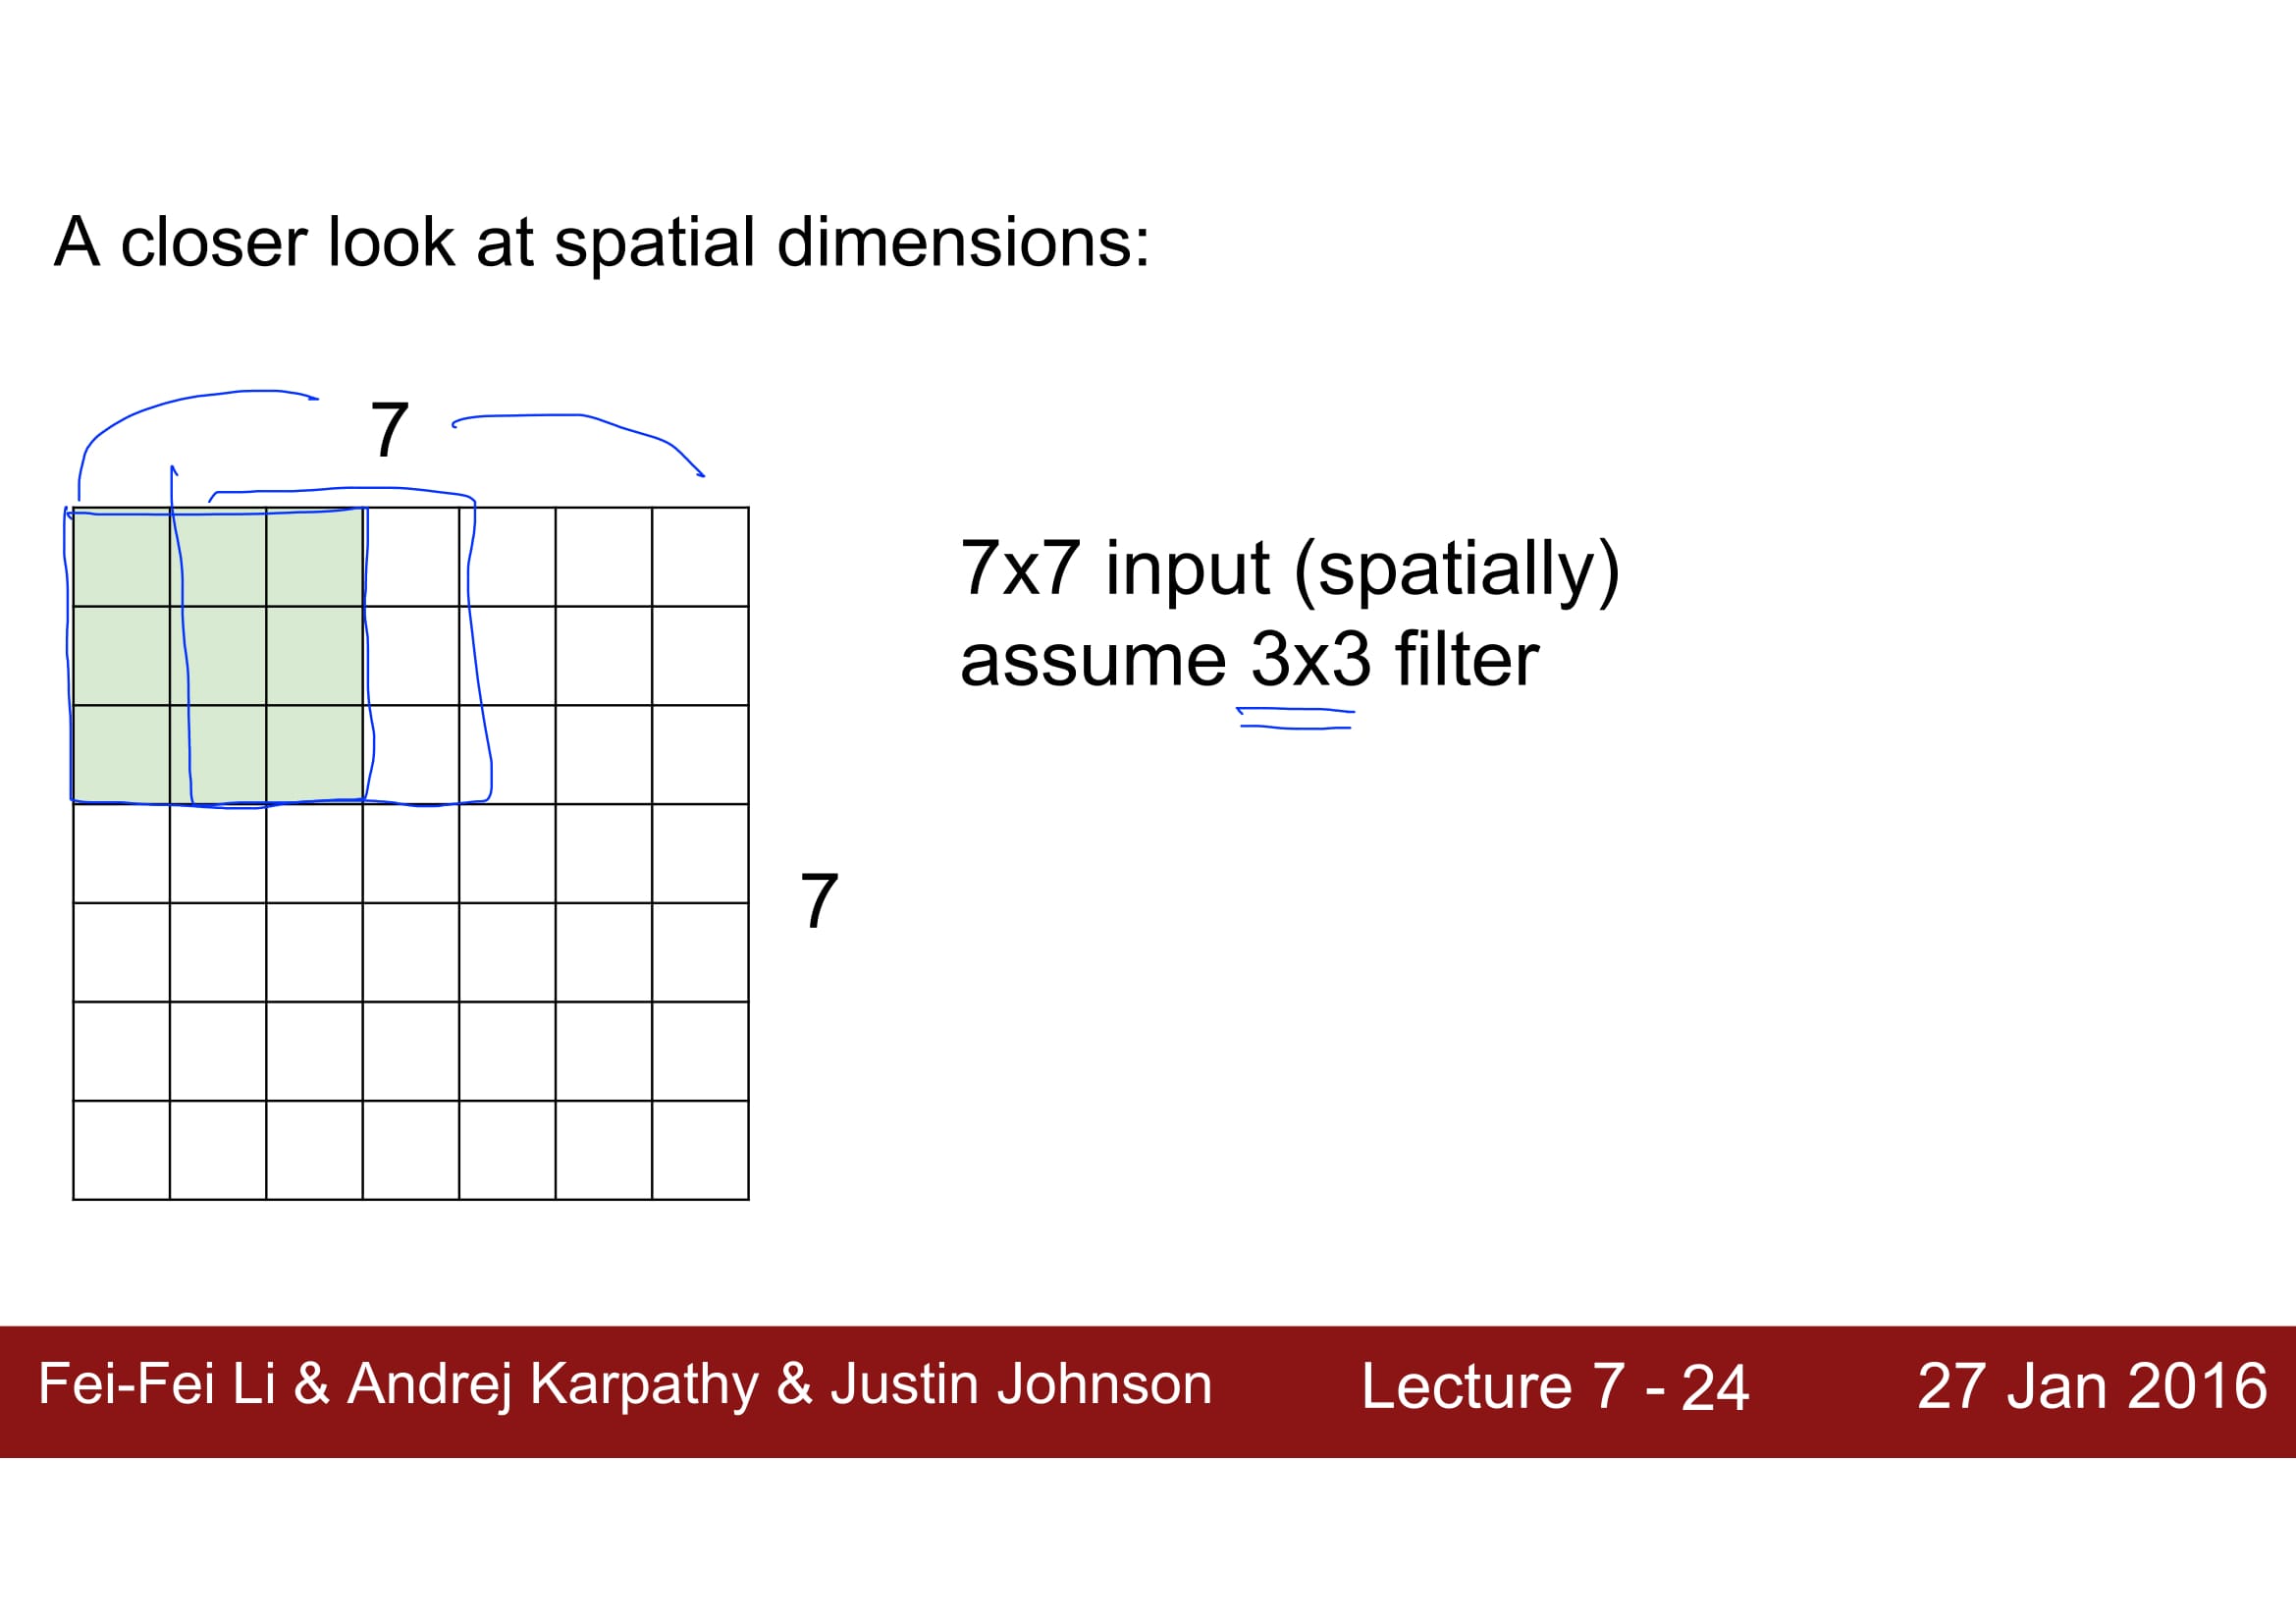 A closer look at spatial dimensions:
7
7x7 input (spatially)
assume 3x3 filter
7
Fei-Fei Li & Andrej Karpathy & Justin Johnson Lecture 7 - 24 27 Jan 2016